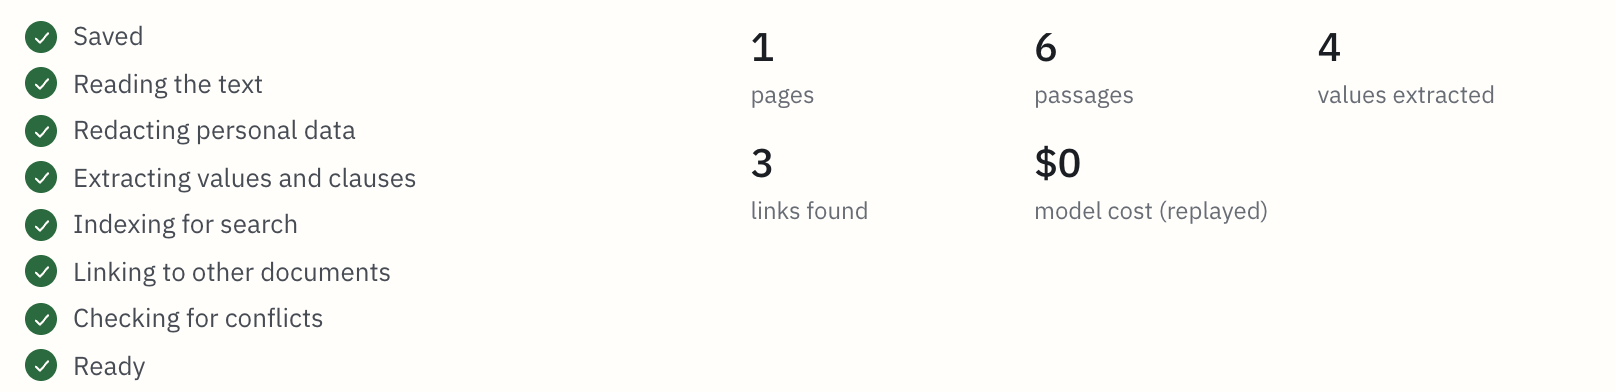 Saved
Reading the text
Redacting personal data
Extracting values and clauses
Indexing for search
Linking to other documents
Checking for conflicts
Ready
1
pages
6
passages
4
values extracted
3
links found
$0
model cost (replayed)